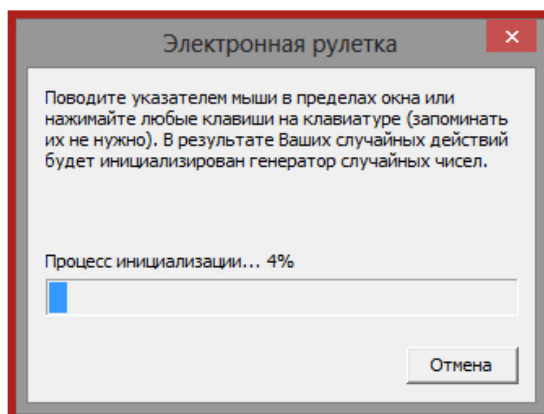 Электронная рулетка
Поводите указателем мыши в пределах окна или
нажимайте любые клавиши на клавиатуре (запоминать
их не нужно). В результате Ваших случайных действий
будет инициализирован генератор случайных чисел.
Процесс инициализации... 4%
Отмена